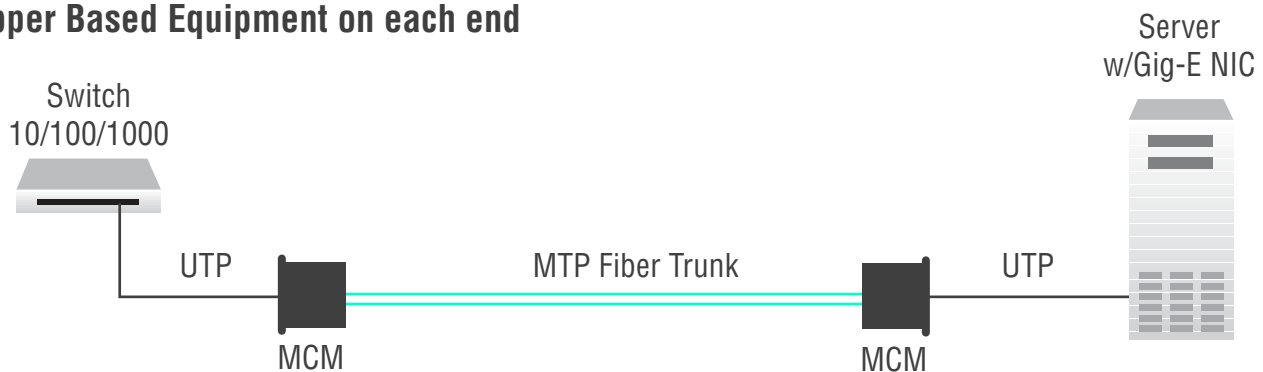 Based Equipment on each end
Server
w/Gig-E NIC
Switch
10/100/1000
UTP
MTP Fiber Trunk
UTP
MCM
MCM